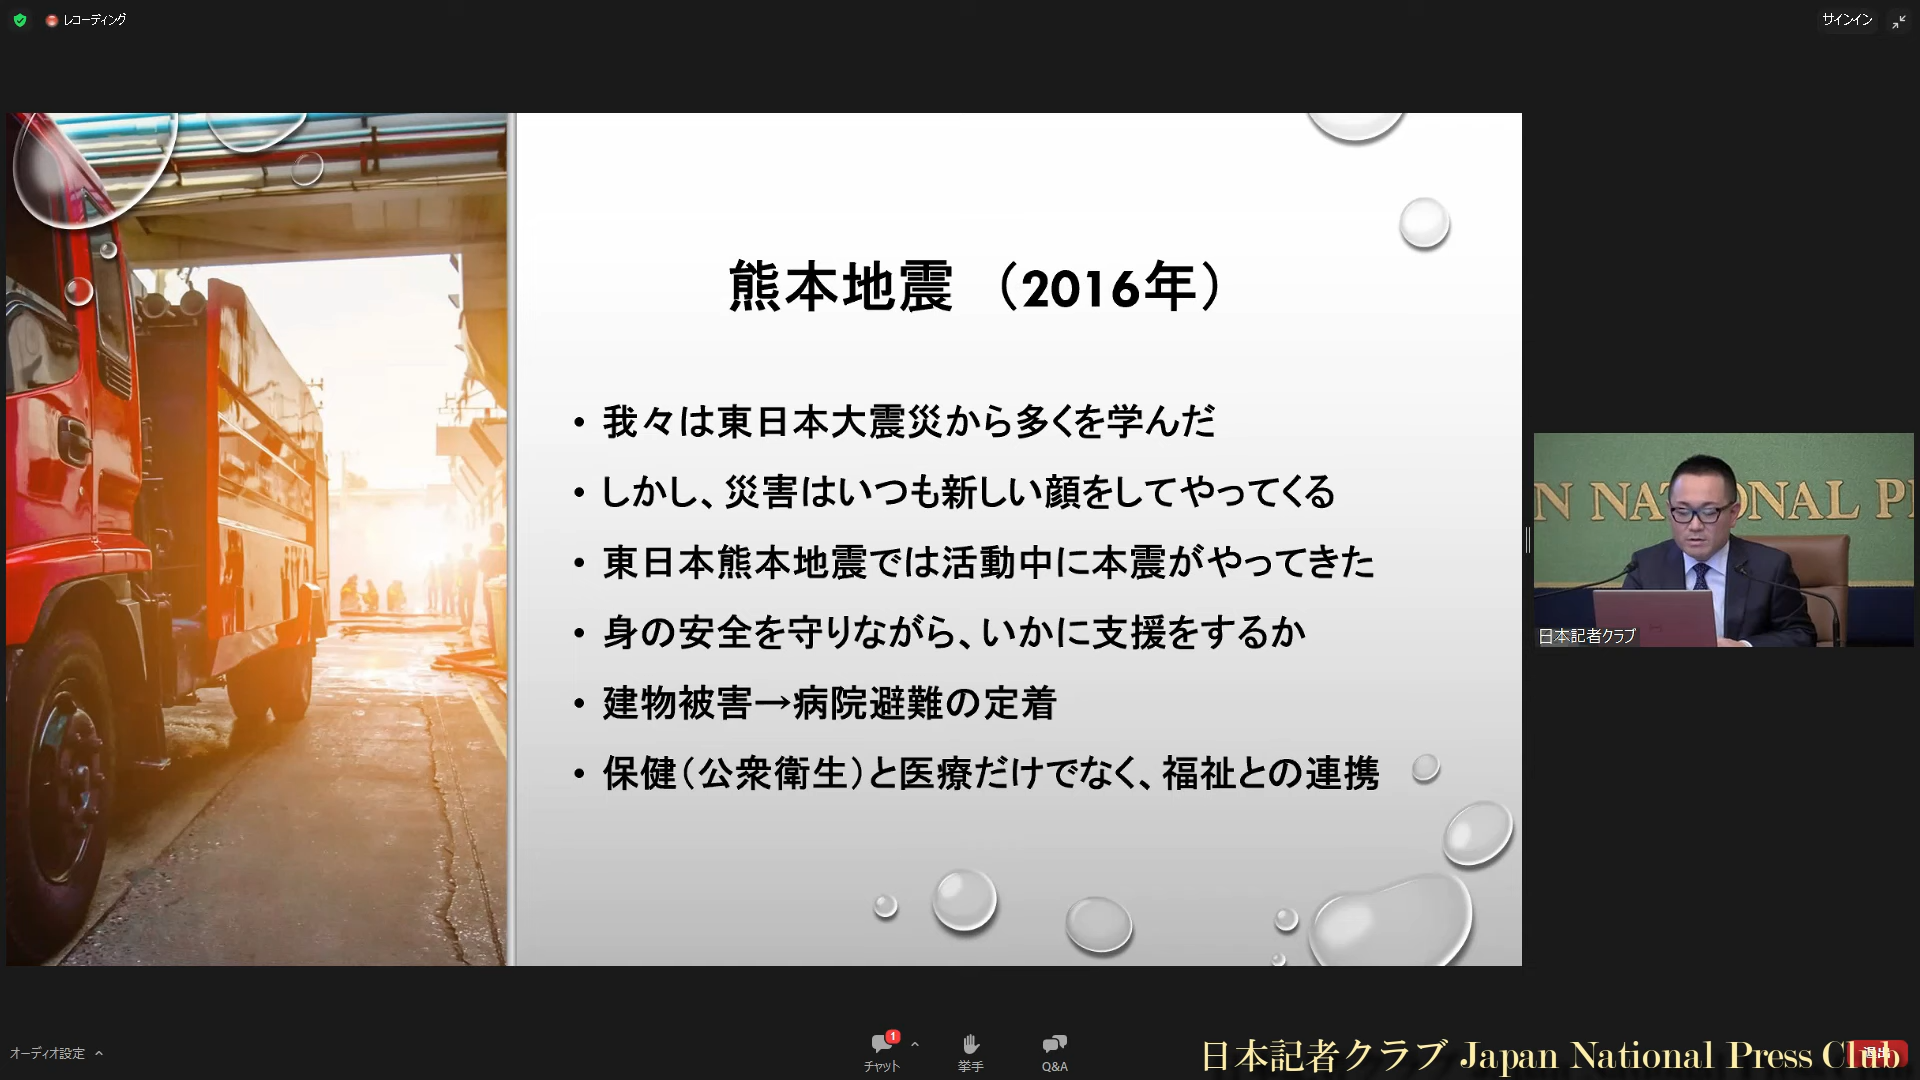 レコーディング
サインイン
熊本地震 （2016年）
• 我々は東日本大震災から多くを学んだ
• しかし、災害はいつも新しい顔をしてやってくる
• 東日本熊本地震では活動中に本震がやってきた
• 身の安全を守りながら、いかに支援をするか
• 建物被害→病院避難の定着
• 保健（公衆衛生）と医療だけでなく、福祉との連携
N NATIONAL P
日本記者クラブ
オーディオ設定
1
チャット
挙手
Q&A
日本記者クラブ Japan National Press Club
退出